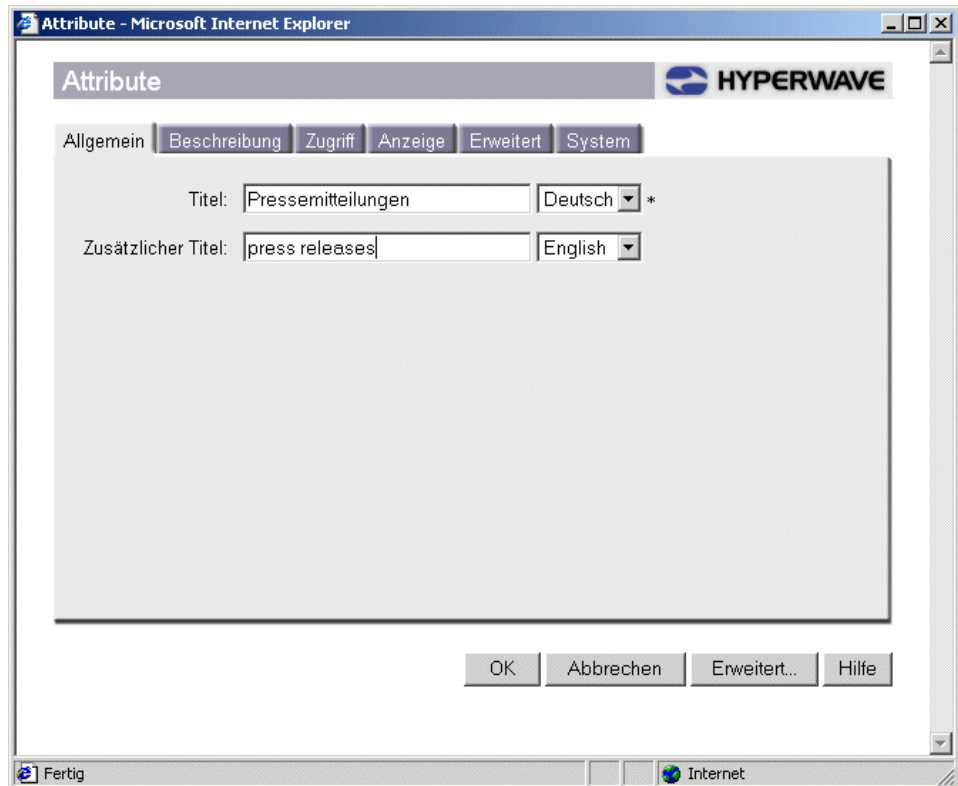 Attribute - Microsoft Internet Explorer
Attribute HYPERWAVE
Allgemein Beschreibung Zugriff Anzeige Erweitert System
Titel: Pressemitteilungen Deutsch *
Zusätzlicher Titel: press releases English
OK Abbrechen Erweitert... Hilfe
Fertig Internet